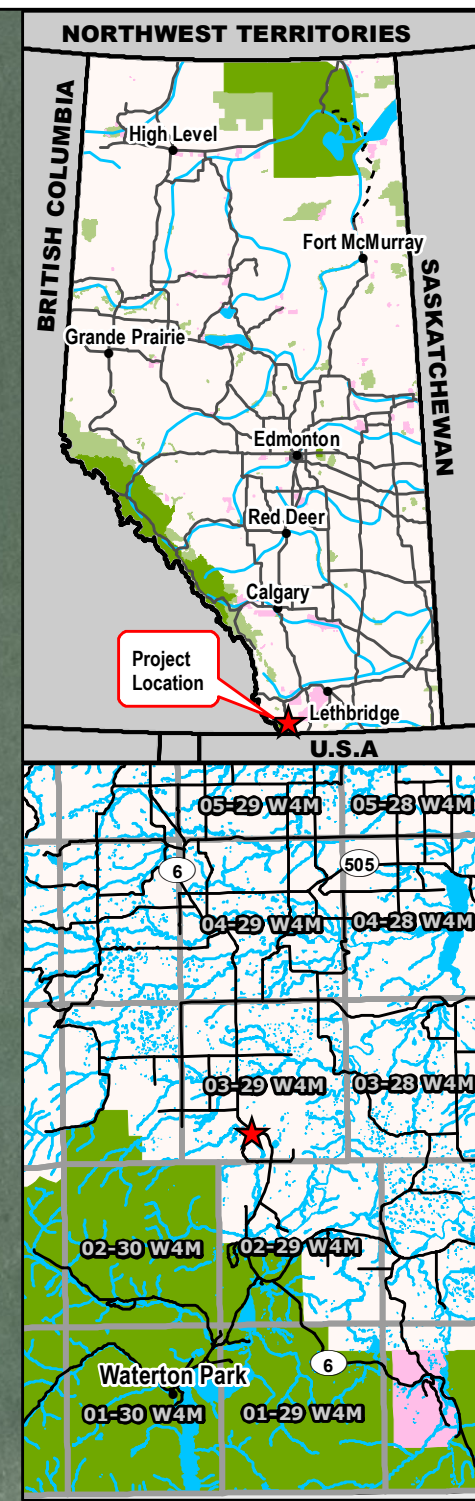 NORTHWEST TERRITORIES
BRITISH COLUMBIA
High Level
Fort McMurray
SASKATCHEWAN
Grande Prairie
Edmonton
Red Deer
Calgary
Project
Location
Lethbridge
U.S.A
05-29 W4M
05-28 W4M
6
505
04-29 W4M
04-28 W4M
03-29 W4M
03-28 W4M
02-30 W4M
02-29 W4M
6
Waterton Park
01-30 W4M
01-29 W4M